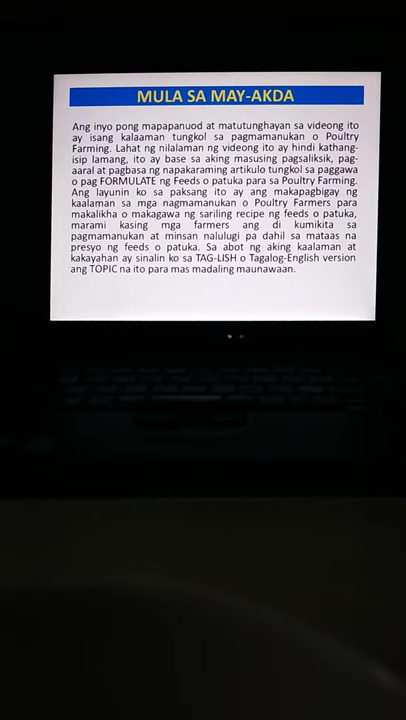 MULA SA MAY-AKDA
Ang inyo pong mapapanuod at matutunghayan sa videong ito
ay isang kalaaman tungkol sa pagmamanukan o Poultry
Farming. Lahat ng nilalaman ng videong ito ay hindi kathang-
isip lamang, ito ay base sa aking masusing pagsaliksik, pag-
aaral at pagbasa ng napakaraming artikulo tungkol sa paggawa
o pag FORMULATE ng Feeds o patuka para sa Poultry Farming.
Ang layunin ko sa paksang ito ay ang makapagbigay ng
kaalaman sa mga nagmamanukan o Poultry Farmers para
makalikha o makagawa ng sariling recipe ng feeds o patuka,
marami kasing mga farmers ang di kumikita sa
pagmamanukan at minsan nalulugi pa dahil sa mataas na
presyo ng feeds o patuka. Sa abot ng aking kaalaman at
kakayahan ay sinalin ko sa TAG-LISH o Tagalog-English version
ang TOPIC na ito para mas madaling maunawaan.